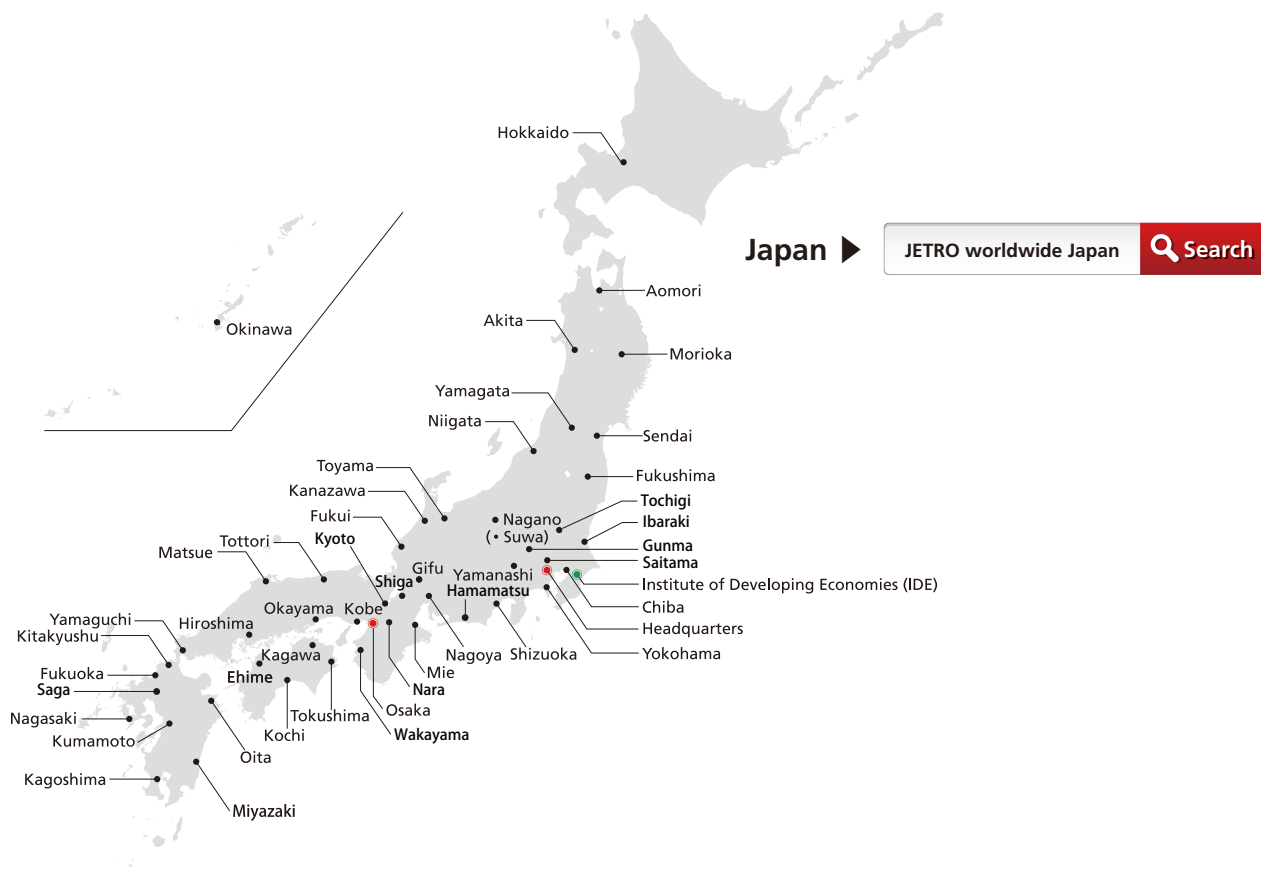 Hokkaido
Japan
JETRO worldwide Japan
Search
Aomori
Okinawa
Akita
Morioka
Yamagata
Niigata
Sendai
Toyama
Fukushima
Kanazawa
Tochigi
Fukui
Nagano
Ibaraki
Kyoto
(• Suwa)
Tottori
Gunma
Matsue
Saitama
Gifu
Yamanashi
Shiga
Institute of Developing Economies (IDE)
Hamamatsu
Okayama
Kobe
Chiba
Yamaguchi
Hiroshima
Headquarters
Kitakyushu
Kagawa
Nagoya
Shizuoka
Yokohama
Fukuoka
Ehime
Mie
Saga
Nara
Osaka
Nagasaki
Tokushima
Kochi
Wakayama
Kumamoto
Oita
Kagoshima
Miyazaki